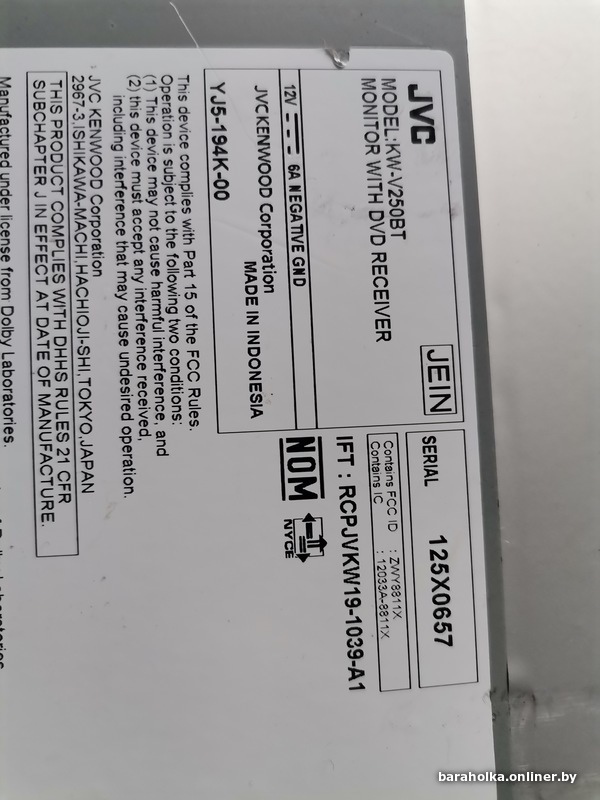 JVC
MODEL:KW-V250BT
MONITOR WITH DVD RECEIVER
JEIN
12V 6A NEGATIVE GND
JVCKENWOOD Corporation
MADE IN INDONESIA
YJ5-194K-00
SERIAL 125X0657
Contains FCC ID : ZWY8811X
Contains IC : 12033A-8811X
IFT : RCPJVKW19-1039-A1
NOM
NYCE
This device complies with Part 15 of the FCC Rules.
Operation is subject to the following two conditions:
(1) This device may not cause harmful interference, and
(2) this device must accept any interference received,
including interference that may cause undesired operation.
JVC KENWOOD Corporation
2967-3,ISHIKAWA-MACHI,HACHIOJI-SHI,TOKYO,JAPAN
THIS PRODUCT COMPLIES WITH DHHS RULES 21 CFR
SUBCHAPTER J IN EFFECT AT DATE OF MANUFACTURE.
Manufactured under license from Dolby Laboratories.
baraholka.onliner.by